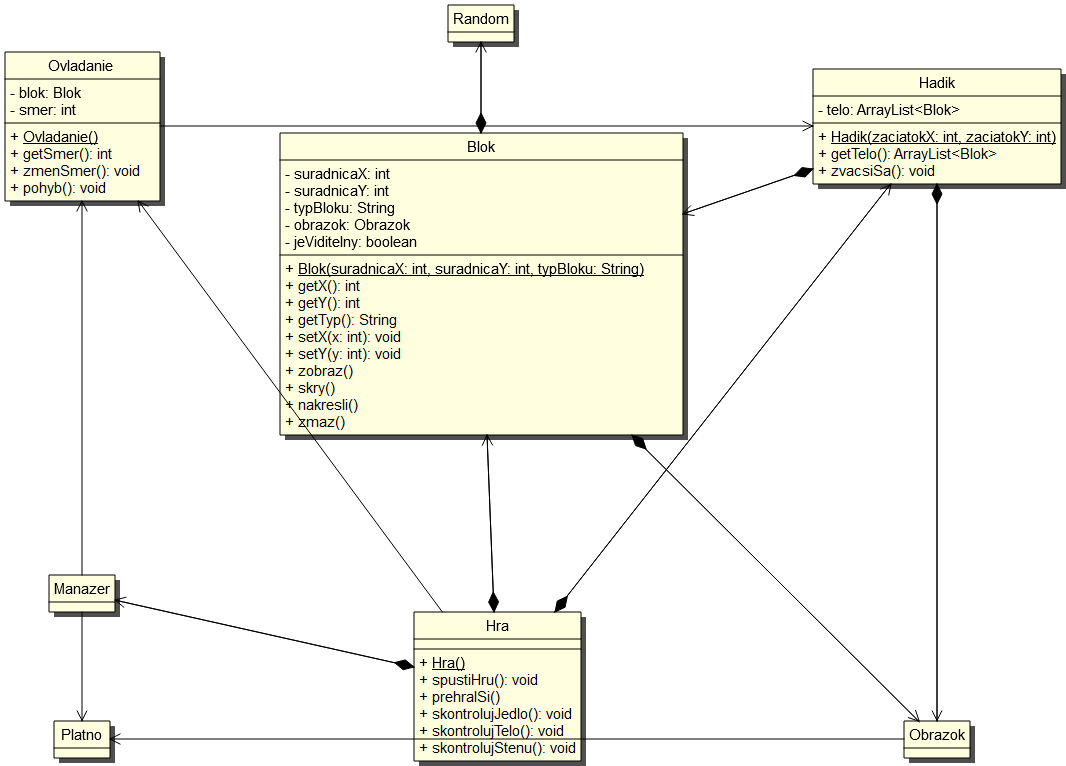 Random
Ovladanie
- blok: Blok
- smer: int
+ Ovladanie()
+ getSmer(): int
+ zmenSmer(): void
+ pohyb(): void
Hadik
- telo: ArrayList<Blok>
+ Hadik(zaciatokX: int, zaciatokY: int)
+ getTelo(): ArrayList<Blok>
+ zvacsiSa(): void
Blok
- suradnicaX: int
- suradnicaY: int
- typBloku: String
- obrazok: Obrazok
- jeViditelny: boolean
+ Blok(suradnicaX: int, suradnicaY: int, typBloku: String)
+ getX(): int
+ getY(): int
+ getTyp(): String
+ setX(x: int): void
+ setY(y: int): void
+ zobraz()
+ skry()
+ nakresli()
+ zmaz()
Manazer
Hra
+ Hra()
+ spustiHru(): void
+ prehralSi()
+ skontrolujJedlo(): void
+ skontrolujTelo(): void
+ skontrolujStenu(): void
Platno
Obrazok